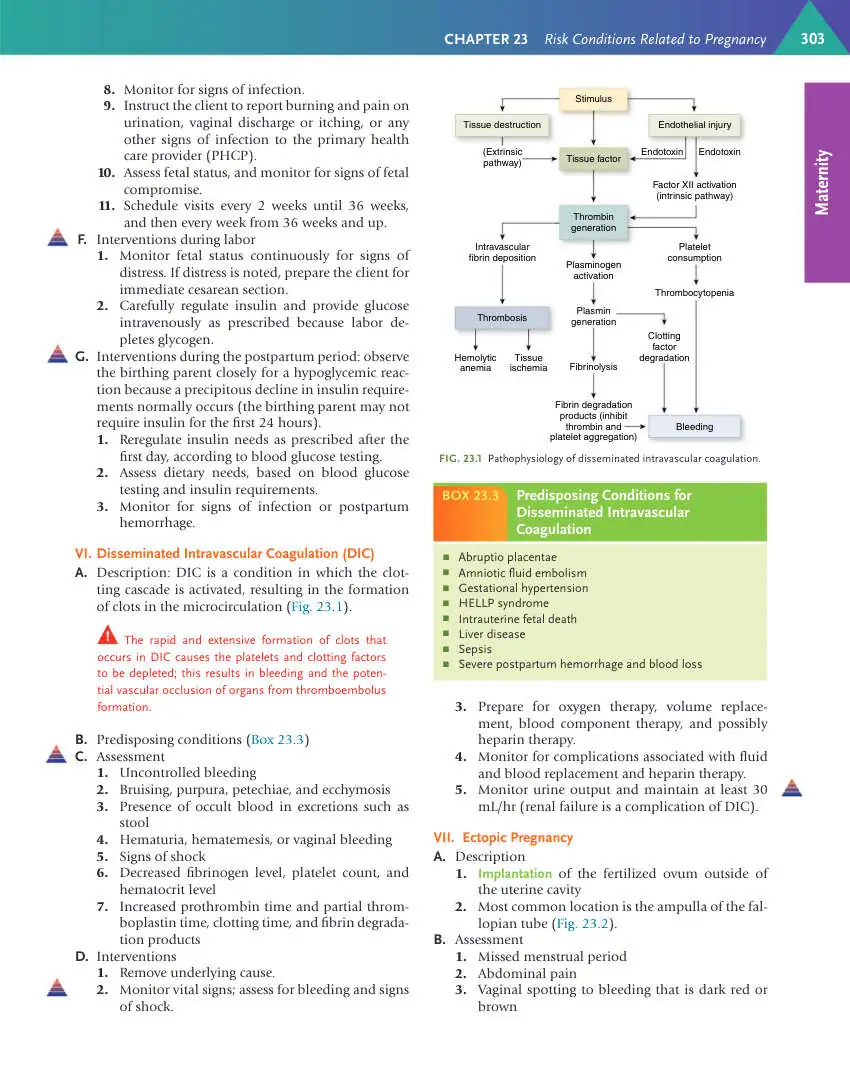 CHAPTER 23 Risk Conditions Related to Pregnancy 303
8. Monitor for signs of infection.
9. Instruct the client to report burning and pain on
urination, vaginal discharge or itching, or any
other signs of infection to the primary health
care provider (PHCP).
10. Assess fetal status, and monitor for signs of fetal
compromise.
11. Schedule visits every 2 weeks until 36 weeks,
and then every week from 36 weeks and up.
F. Interventions during labor
1. Monitor fetal status continuously for signs of
distress. If distress is noted, prepare the client for
immediate cesarean section.
2. Carefully regulate insulin and provide glucose
intravenously as prescribed because labor de-
pletes glycogen.
G. Interventions during the postpartum period: observe
the birthing parent closely for a hypoglycemic reac-
tion because a precipitous decline in insulin require-
ments normally occurs (the birthing parent may not
require insulin for the first 24 hours).
1. Reregulate insulin needs as prescribed after the
first day, according to blood glucose testing.
2. Assess dietary needs, based on blood glucose
testing and insulin requirements.
3. Monitor for signs of infection or postpartum
hemorrhage.
VI. Disseminated Intravascular Coagulation (DIC)
A. Description: DIC is a condition in which the clot-
ting cascade is activated, resulting in the formation
of clots in the microcirculation (Fig. 23.1).
The rapid and extensive formation of clots that
occurs in DIC causes the platelets and clotting factors
to be depleted; this results in bleeding and the poten-
tial vascular occlusion of organs from thromboembolus
formation.
B. Predisposing conditions (Box 23.3)
C. Assessment
1. Uncontrolled bleeding
2. Bruising, purpura, petechiae, and ecchymosis
3. Presence of occult blood in excretions such as
stool
4. Hematuria, hematemesis, or vaginal bleeding
5. Signs of shock
6. Decreased fibrinogen level, platelet count, and
hematocrit level
7. Increased prothrombin time and partial throm-
boplastin time, clotting time, and fibrin degrada-
tion products
D. Interventions
1. Remove underlying cause.
2. Monitor vital signs; assess for bleeding and signs
of shock.
Stimulus
Tissue destruction
Endothelial injury
(Extrinsic
pathway)
Tissue factor
Endotoxin
Endotoxin
Factor XII activation
(intrinsic pathway)
Thrombin
generation
Intravascular
fibrin deposition
Plasminogen
activation
Platelet
consumption
Thrombocytopenia
Thrombosis
Plasmin
generation
Clotting
factor
degradation
Hemolytic
anemia
Tissue
ischemia
Fibrinolysis
Fibrin degradation
products (inhibit
thrombin and
platelet aggregation)
Bleeding
FIG. 23.1 Pathophysiology of disseminated intravascular coagulation.
BOX 23.3 Predisposing Conditions for
Disseminated Intravascular
Coagulation
■ Abruptio placentae
■ Amniotic fluid embolism
■ Gestational hypertension
■ HELLP syndrome
■ Intrauterine fetal death
■ Liver disease
■ Sepsis
■ Severe postpartum hemorrhage and blood loss
3. Prepare for oxygen therapy, volume replace-
ment, blood component therapy, and possibly
heparin therapy.
4. Monitor for complications associated with fluid
and blood replacement and heparin therapy.
5. Monitor urine output and maintain at least 30
mL/hr (renal failure is a complication of DIC).
VII. Ectopic Pregnancy
A. Description
1. Implantation of the fertilized ovum outside of
the uterine cavity
2. Most common location is the ampulla of the fal-
lopian tube (Fig. 23.2).
B. Assessment
1. Missed menstrual period
2. Abdominal pain
3. Vaginal spotting to bleeding that is dark red or
brown
Maternity